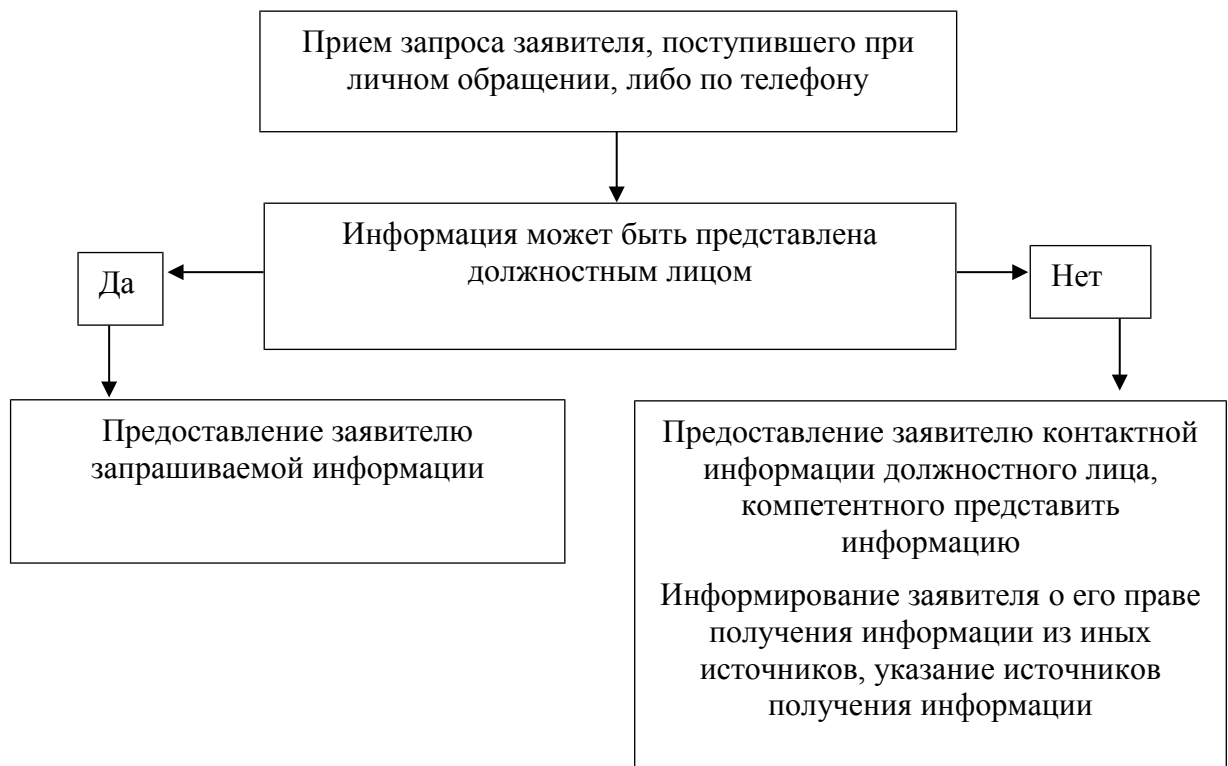 Прием запроса заявителя, поступившего при
личном обращении, либо по телефону
Информация может быть представлена
должностным лицом
Да
Нет
Предоставление заявителю
запрашиваемой информации
Предоставление заявителю контактной
информации должностного лица,
компетентного представить
информацию
Информирование заявителя о его праве
получения информации из иных
источников, указание источников
получения информации